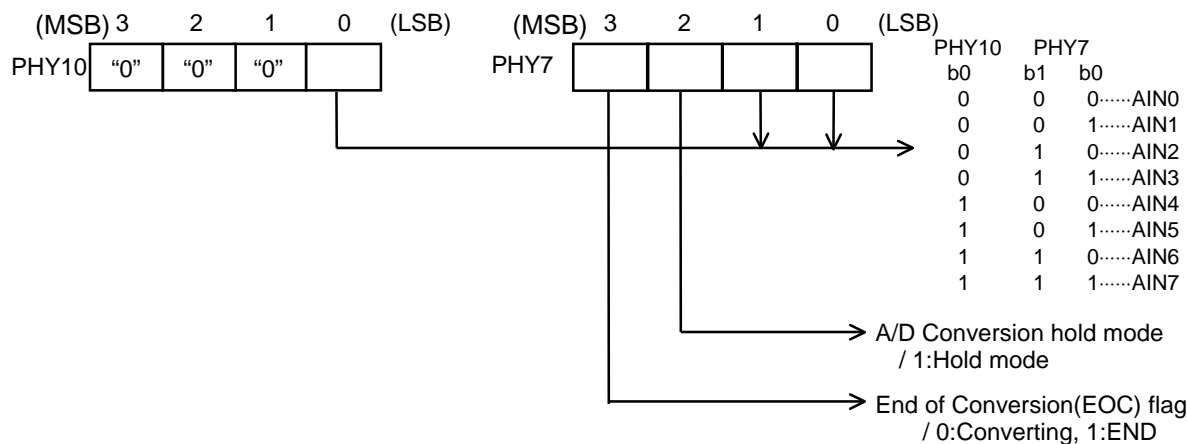 (MSB) 3 2 1 0 (LSB) (MSB) 3 2 1 0 (LSB)
PHY10 “0” “0” “0” PHY7
PHY10 PHY7
b0 b1 b0
0 0 0······AIN0
0 0 1······AIN1
0 1 0······AIN2
0 1 1······AIN3
1 0 0······AIN4
1 0 1······AIN5
1 1 0······AIN6
1 1 1······AIN7
A/D Conversion hold mode
/ 1:Hold mode
End of Conversion(EOC) flag
/ 0:Converting, 1:END